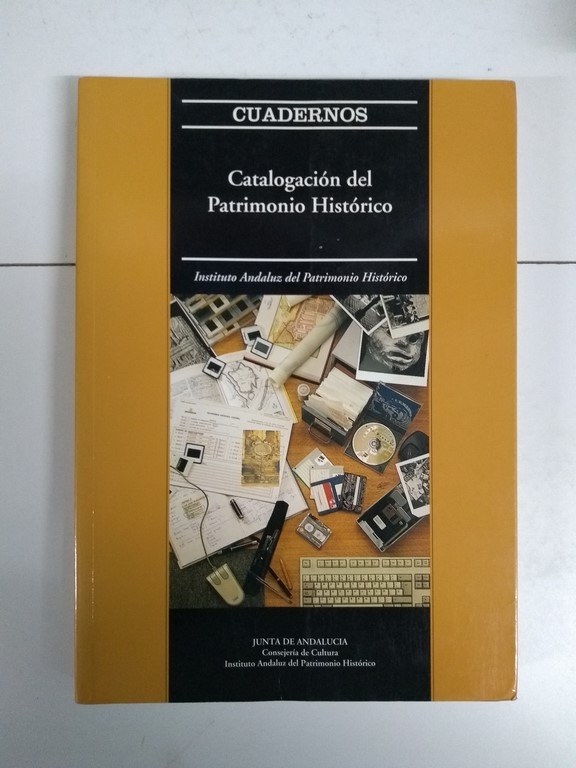 CUADERNOS
Catalogación del
Patrimonio Histórico
Instituto Andaluz del Patrimonio Histórico
JUNTA DE ANDALUCIA
Consejería de Cultura
Instituto Andaluz del Patrimonio Histórico